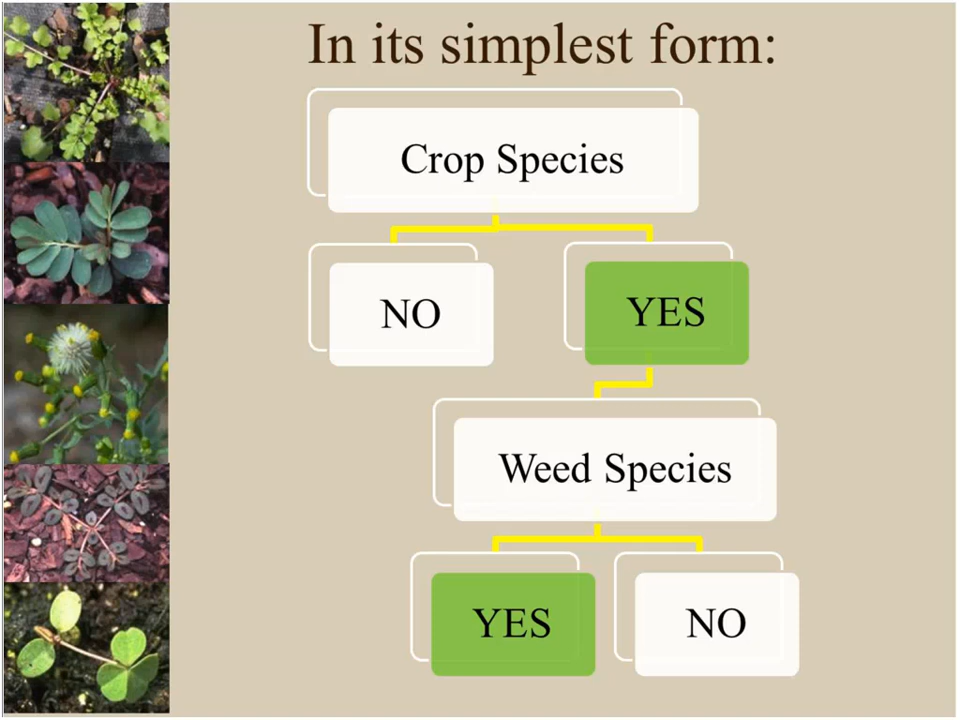 In its simplest form:
Crop Species
NO
YES
Weed Species
YES
NO